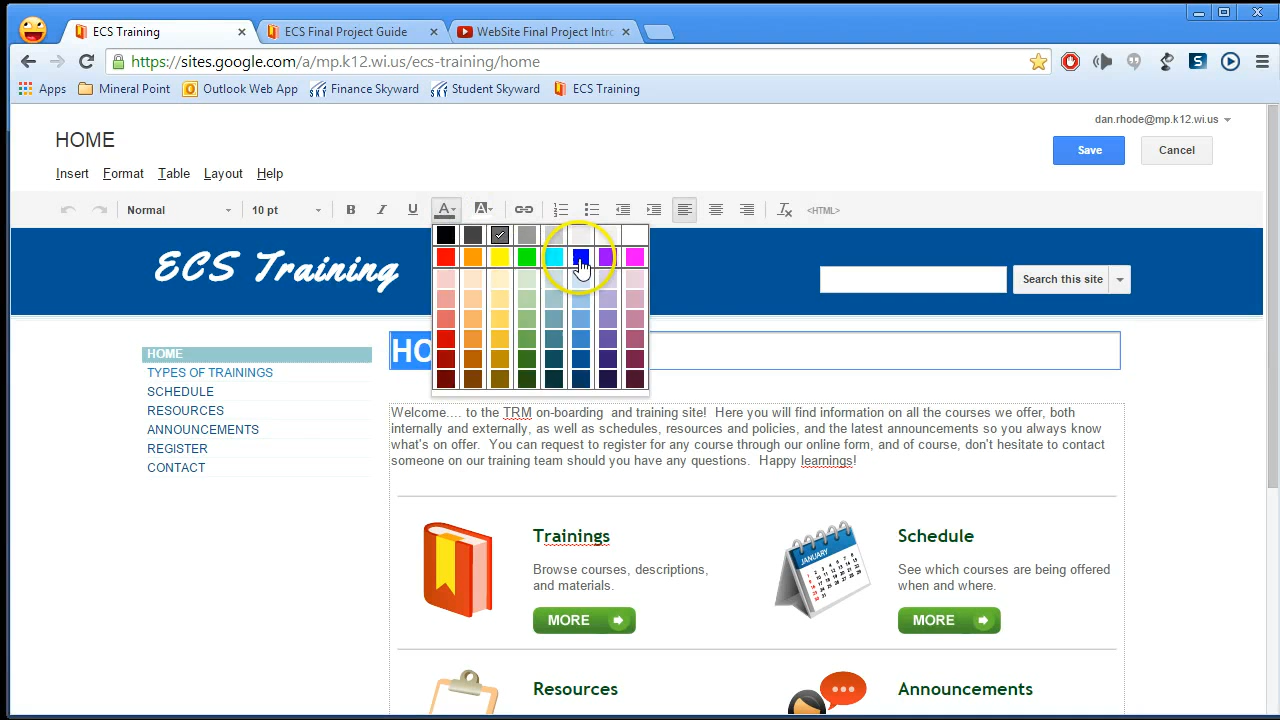 ECS Training
ECS Final Project Guide
WebSite Final Project Intro
https://sites.google.com/a/mp.k12.wi.us/ecs-training/home
Apps
Mineral Point
Outlook Web App
Finance Skyward
Student Skyward
ECS Training
dan.rhode@mp.k12.wi.us
HOME
Save
Cancel
Insert
Format
Table
Layout
Help
Normal
10 pt
B
I
U
A
A
<HTML>
ECS Training
Search this site
HOME
TYPES OF TRAININGS
SCHEDULE
RESOURCES
ANNOUNCEMENTS
REGISTER
CONTACT
HO
Welcome.... to the TRM on-boarding and training site! Here you will find information on all the courses we offer, both
internally and externally, as well as schedules, resources and policies, and the latest announcements so you always know
what's on offer. You can request to register for any course through our online form, and of course, don't hesitate to contact
someone on our training team should you have any questions. Happy learnings!
Trainings
Browse courses, descriptions,
and materials.
MORE
JANUARY
Schedule
See which courses are being offered
when and where.
MORE
Resources
Announcements